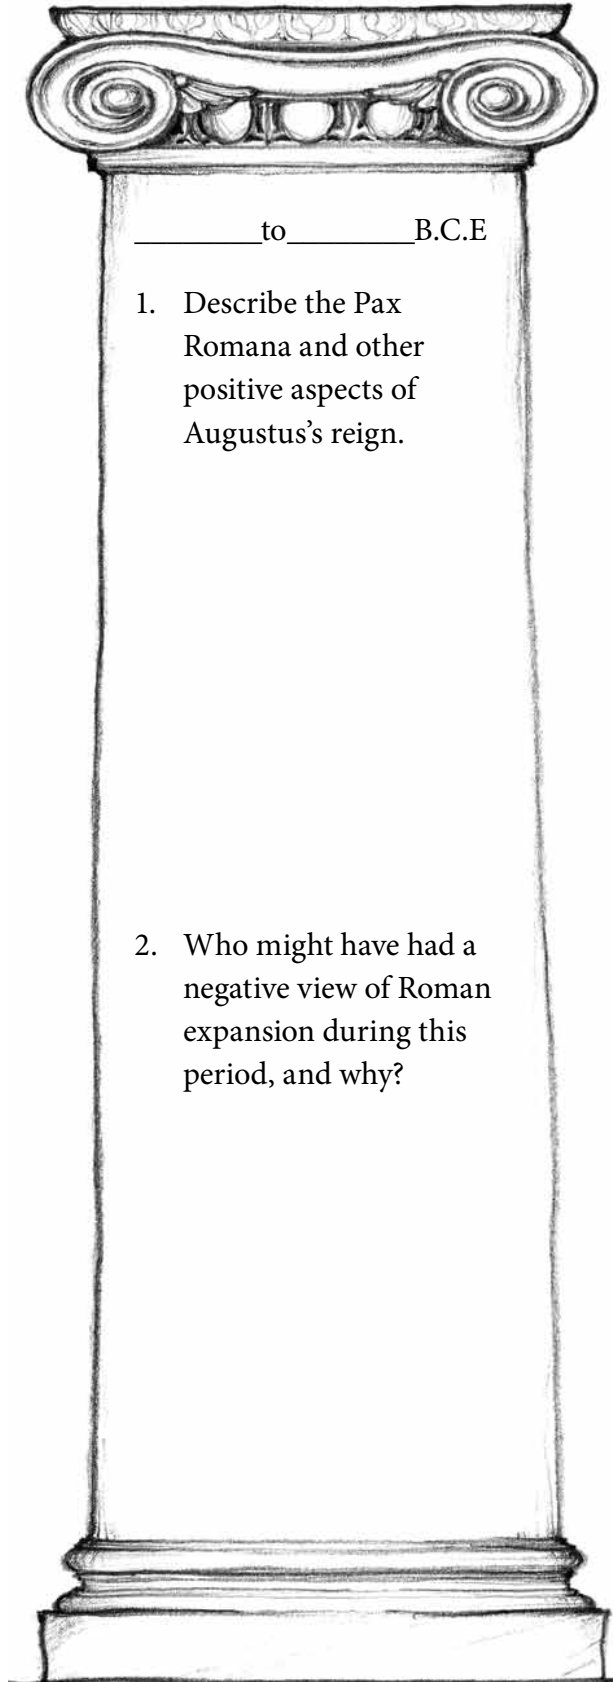 ________to________B.C.E
1. Describe the Pax
Romana and other
positive aspects of
Augustus’s reign.
2. Who might have had a
negative view of Roman
expansion during this
period, and why?